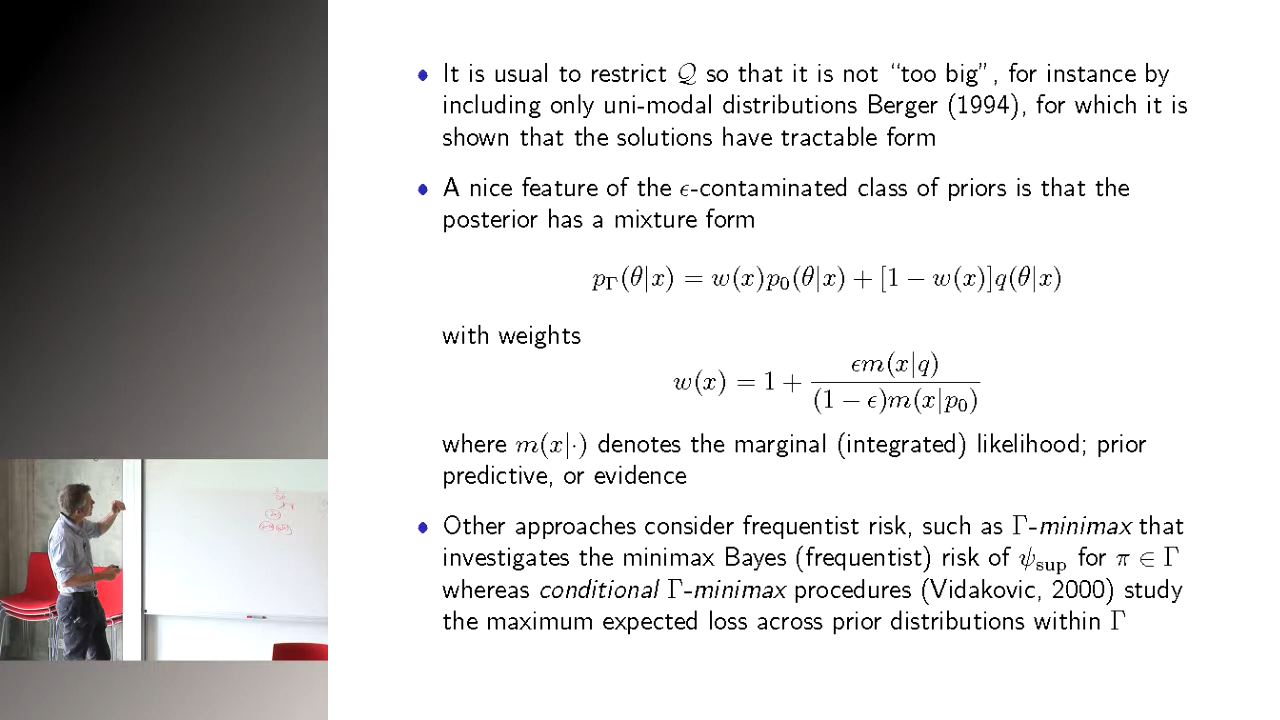 • It is usual to restrict 𝒬 so that it is not “too big”, for instance by
including only uni-modal distributions Berger (1994), for which it is
shown that the solutions have tractable form
• A nice feature of the ϵ-contaminated class of priors is that the
posterior has a mixture form
p_Γ(θ|x) = w(x)p_0(θ|x) + [1 − w(x)]q(θ|x)
with weights
w(x) = 1 + ϵm(x|q) / (1 − ϵ)m(x|p_0)
where m(x|·) denotes the marginal (integrated) likelihood; prior
predictive, or evidence
• Other approaches consider frequentist risk, such as Γ-minimax that
investigates the minimax Bayes (frequentist) risk of ψ_sup for π ∈ Γ
whereas conditional Γ-minimax procedures (Vidakovic, 2000) study
the maximum expected loss across prior distributions within Γ